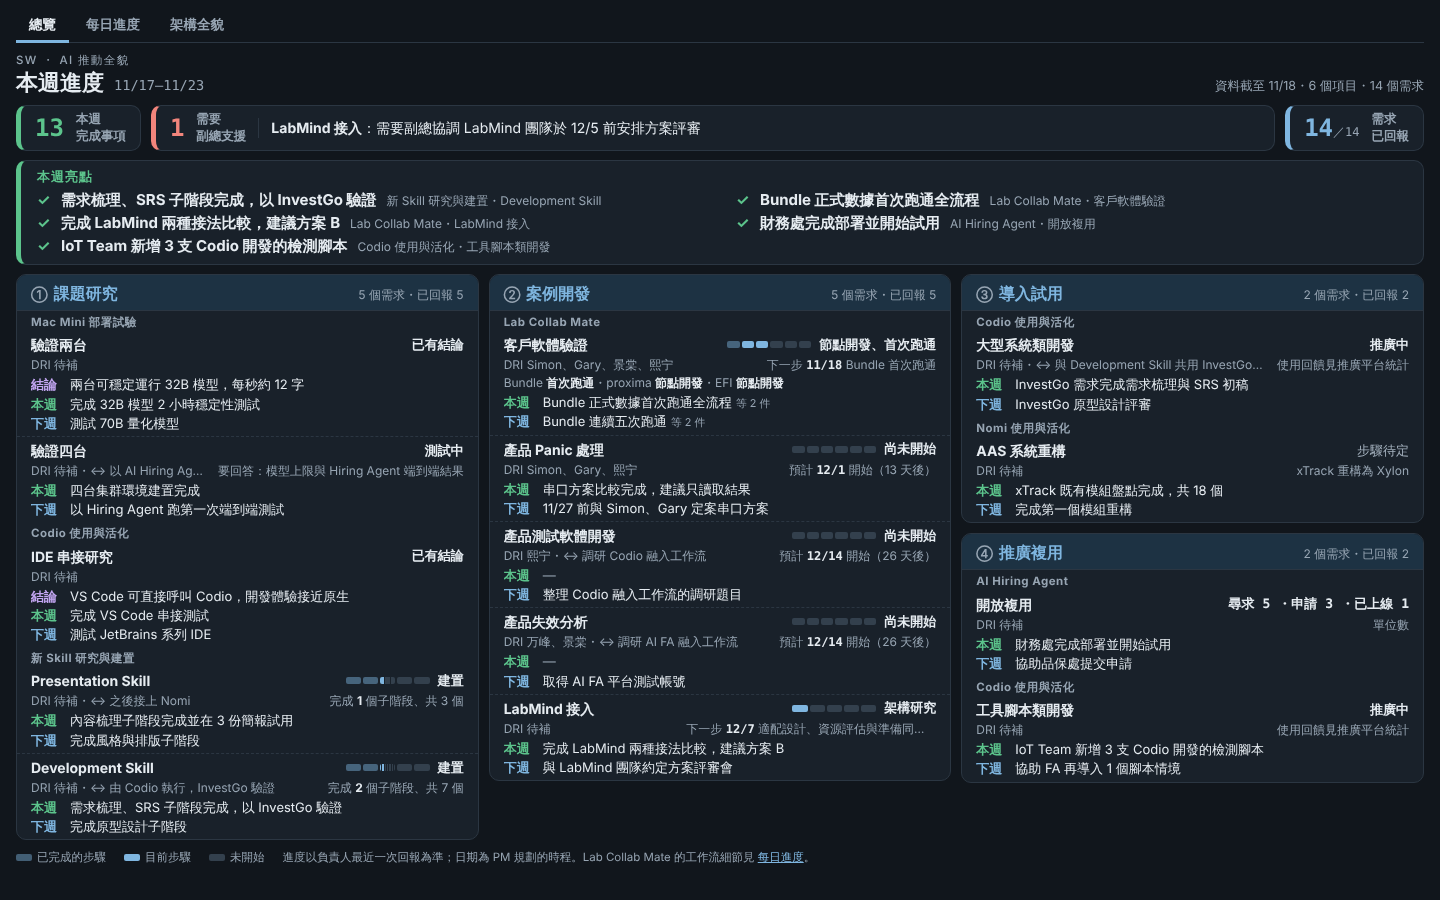 總覽 每日進度 架構全貌
SW · AI 推動全貌
本週進度 11/17–11/23
資料截至 11/18 · 6 個項目 · 14 個需求
13 本週完成事項
1 需要副總支援 LabMind 接入：需要副總協調 LabMind 團隊於 12/5 前安排方案評審
14／14 需求已回報
本週亮點
✓ 需求梳理、SRS 子階段完成，以 InvestGo 驗證 新 Skill 研究與建置 · Development Skill
✓ Bundle 正式數據首次跑通全流程 Lab Collab Mate · 客戶軟體驗證
✓ 完成 LabMind 兩種接法比較，建議方案 B Lab Collab Mate · LabMind 接入
✓ 財務處完成部署並開始試用 AI Hiring Agent · 開放複用
✓ IoT Team 新增 3 支 Codio 開發的檢測腳本 Codio 使用與活化 · 工具腳本類開發
① 課題研究 5 個需求 · 已回報 5
Mac Mini 部署試驗
驗證兩台 已有結論
DRI 待補
結論 兩台可穩定運行 32B 模型，每秒約 12 字
本週 完成 32B 模型 2 小時穩定性測試
下週 測試 70B 量化模型
驗證四台 測試中
DRI 待補 · ↔ 以 AI Hiring Ag… 要回答：模型上限與 Hiring Agent 端到端結果
本週 四台集群環境建置完成
下週 以 Hiring Agent 跑第一次端到端測試
Codio 使用與活化
IDE 串接研究 已有結論
DRI 待補
結論 VS Code 可直接呼叫 Codio，開發體驗接近原生
本週 完成 VS Code 串接測試
下週 測試 JetBrains 系列 IDE
新 Skill 研究與建置
Presentation Skill 建置
DRI 待補 · ↔ 之後接上 Nomi 完成 1 個子階段、共 3 個
本週 內容梳理子階段完成並在 3 份簡報試用
下週 完成風格與排版子階段
Development Skill 建置
DRI 待補 · ↔ 由 Codio 執行，InvestGo 驗證 完成 2 個子階段、共 7 個
本週 需求梳理、SRS 子階段完成，以 InvestGo 驗證
下週 完成原型設計子階段
② 案例開發 5 個需求 · 已回報 5
Lab Collab Mate
客戶軟體驗證 節點開發、首次跑通
DRI Simon、Gary、景棠、熙宁 下一步 11/18 Bundle 首次跑通
Bundle 首次跑通 · proxima 節點開發 · EFI 節點開發
本週 Bundle 正式數據首次跑通全流程 等 2 件
下週 Bundle 連續五次跑通 等 2 件
產品 Panic 處理 尚未開始
DRI Simon、Gary、熙宁 預計 12/1 開始（13 天後）
本週 串口方案比較完成，建議只讀取結果
下週 11/27 前與 Simon、Gary 定案串口方案
產品測試軟體開發 尚未開始
DRI 熙宁 · ↔ 調研 Codio 融入工作流 預計 12/14 開始（26 天後）
本週 —
下週 整理 Codio 融入工作流的調研題目
產品失效分析 尚未開始
DRI 万峰、景棠 · ↔ 調研 AI FA 融入工作流 預計 12/14 開始（26 天後）
本週 —
下週 取得 AI FA 平台測試帳號
LabMind 接入 架構研究
DRI 待補 下一步 12/7 適配設計、資源評估與準備同…
本週 完成 LabMind 兩種接法比較，建議方案 B
下週 與 LabMind 團隊約定方案評審會
③ 導入試用 2 個需求 · 已回報 2
Codio 使用與活化
大型系統類開發 推廣中
DRI 待補 · ↔ 與 Development Skill 共用 InvestGo… 使用回饋見推廣平台統計
本週 InvestGo 需求完成需求梳理與 SRS 初稿
下週 InvestGo 原型設計評審
Nomi 使用與活化
AAS 系統重構 步驟待定
DRI 待補 xTrack 重構為 Xylon
本週 xTrack 既有模組盤點完成，共 18 個
下週 完成第一個模組重構
④ 推廣複用 2 個需求 · 已回報 2
AI Hiring Agent
開放複用 尋求 5 · 申請 3 · 已上線 1
DRI 待補 單位數
本週 財務處完成部署並開始試用
下週 協助品保處提交申請
Codio 使用與活化
工具腳本類開發 推廣中
DRI 待補 使用回饋見推廣平台統計
本週 IoT Team 新增 3 支 Codio 開發的檢測腳本
下週 協助 FA 再導入 1 個腳本情境
已完成的步驟 目前步驟 未開始 進度以負責人最近一次回報為準；日期為 PM 規劃的時程。Lab Collab Mate 的工作流細節見 每日進度。